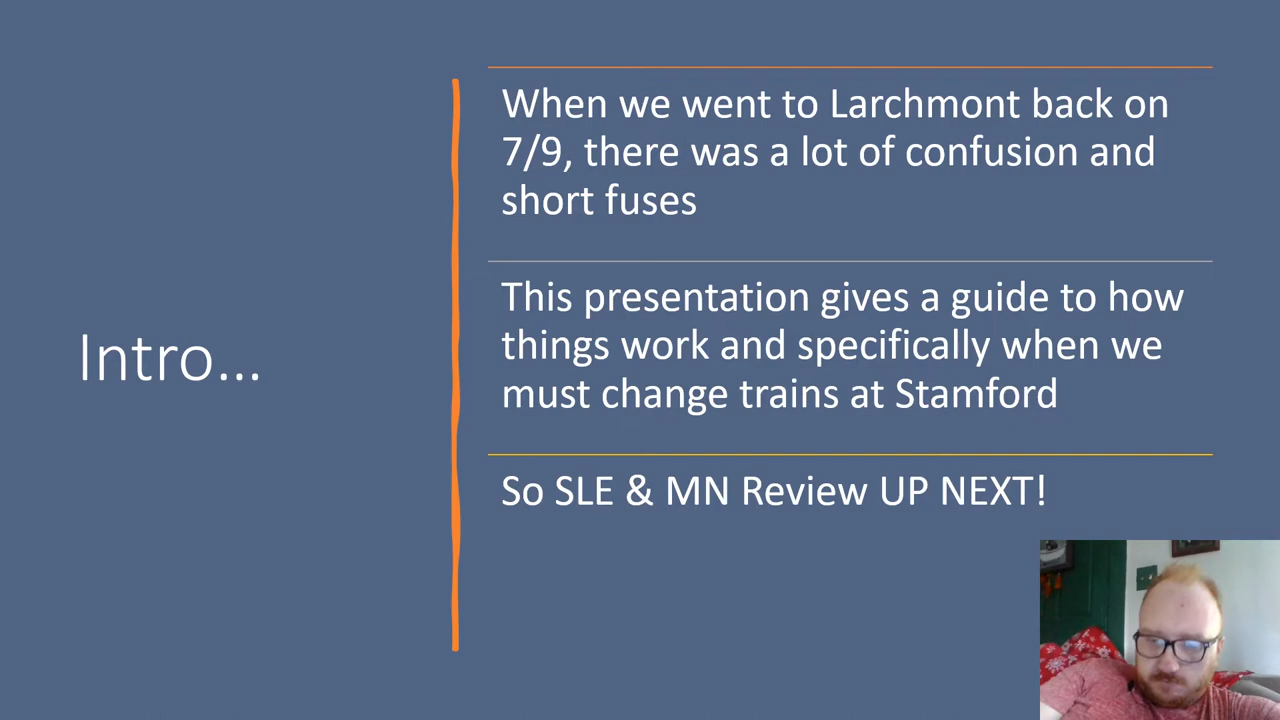 Intro...
When we went to Larchmont back on
7/9, there was a lot of confusion and
short fuses
This presentation gives a guide to how
things work and specifically when we
must change trains at Stamford
So SLE & MN Review UP NEXT!